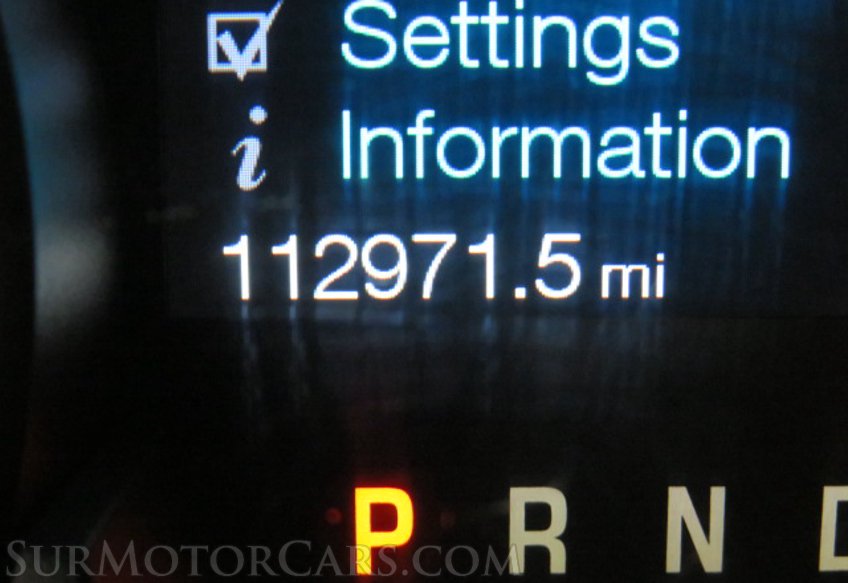 Settings
i Information
112971.5 mi
P R N D
SurMotorCars.com